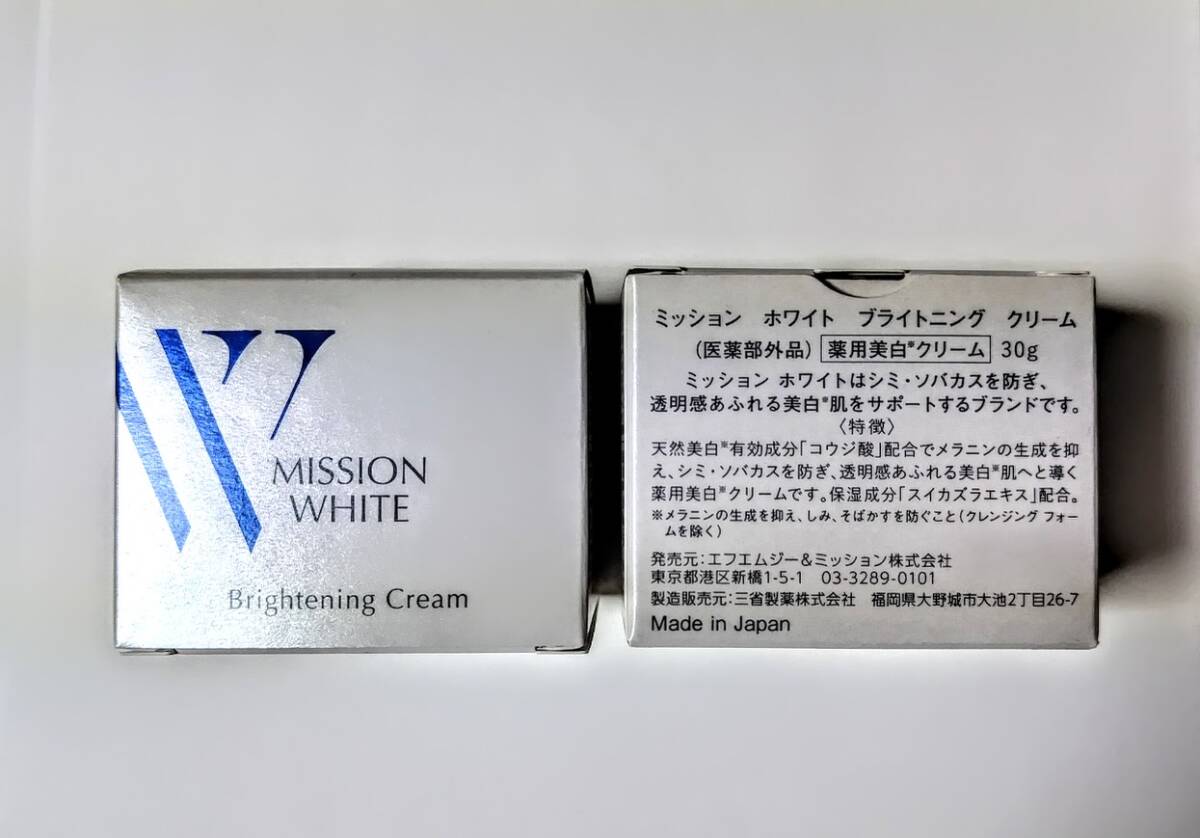 MISSION
WHITE
Brightening Cream
ミッション ホワイト ブライトニング クリーム
(医薬部外品) 薬用美白※クリーム 30g
ミッション ホワイトはシミ・ソバカスを防ぎ、
透明感あふれる美白※肌をサポートするブランドです。
〈特徴〉
天然美白※有効成分「コウジ酸」配合でメラニンの生成を抑
え、シミ・ソバカスを防ぎ、透明感あふれる美白※肌へと導く
薬用美白※クリームです。保湿成分「スイカズラエキス」配合。
※メラニンの生成を抑え、しみ、そばかすを防ぐこと(クレンジング フォー
ムを除く)
発売元:エフエムジー&ミッション株式会社
東京都港区新橋1-5-1 03-3289-0101
製造販売元:三省製薬株式会社 福岡県大野城市大池2丁目26-7
Made in Japan